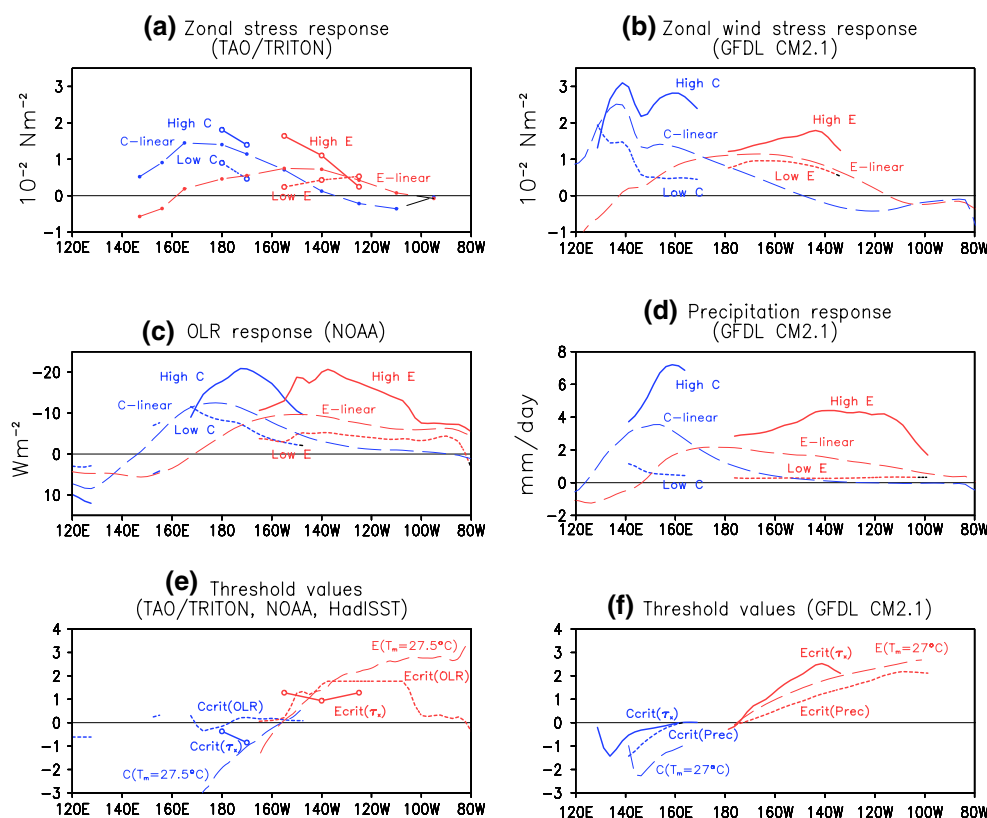 (a) Zonal stress response
(TAO/TRITON)
10⁻² Nm⁻²
3
2
1
0
-1
High C
C-linear
Low C
High E
E-linear
Low E
120E 140E 160E 180 160W 140W 120W 100W 80W
(b) Zonal wind stress response
(GFDL CM2.1)
10⁻² Nm⁻²
3
2
1
0
-1
High C
C-linear
High E
E-linear
Low E
Low C
120E 140E 160E 180 160W 140W 120W 100W 80W
(c) OLR response (NOAA)
Wm⁻²
-20
-10
0
10
High C
High E
C-linear
E-linear
Low C
Low E
120E 140E 160E 180 160W 140W 120W 100W 80W
(d) Precipitation response
(GFDL CM2.1)
mm/day
8
6
4
2
0
-2
High C
C-linear
High E
E-linear
Low E
Low C
120E 140E 160E 180 160W 140W 120W 100W 80W
(e) Threshold values
(TAO/TRITON, NOAA, HadISST)
4
3
2
1
0
-1
-2
-3
E(Tₘ=27.5°C)
Ecrit(OLR)
Ccrit(OLR)
Ecrit(τₓ)
Ccrit(τₓ)
C(Tₘ=27.5°C)
120E 140E 160E 180 160W 140W 120W 100W 80W
(f) Threshold values (GFDL CM2.1)
4
3
2
1
0
-1
-2
-3
Ecrit(τₓ)
E(Tₘ=27°C)
Ccrit(τₓ)
Ecrit(Prec)
Ccrit(Prec)
C(Tₘ=27°C)
120E 140E 160E 180 160W 140W 120W 100W 80W